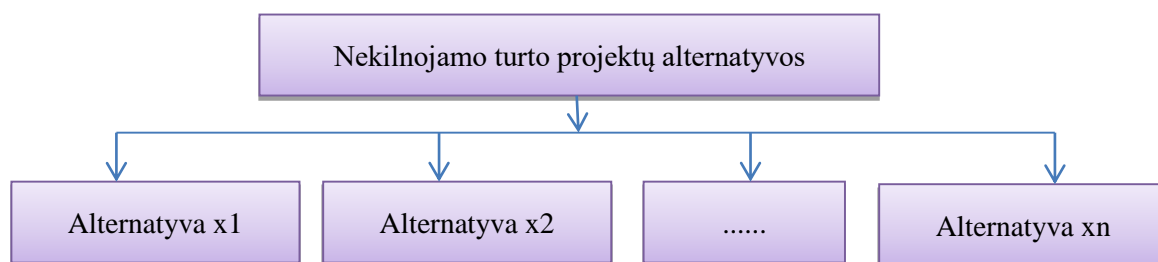 Nekilnojamo turto projektų alternatyvos
Alternatyva x1
Alternatyva x2
......
Alternatyva xn